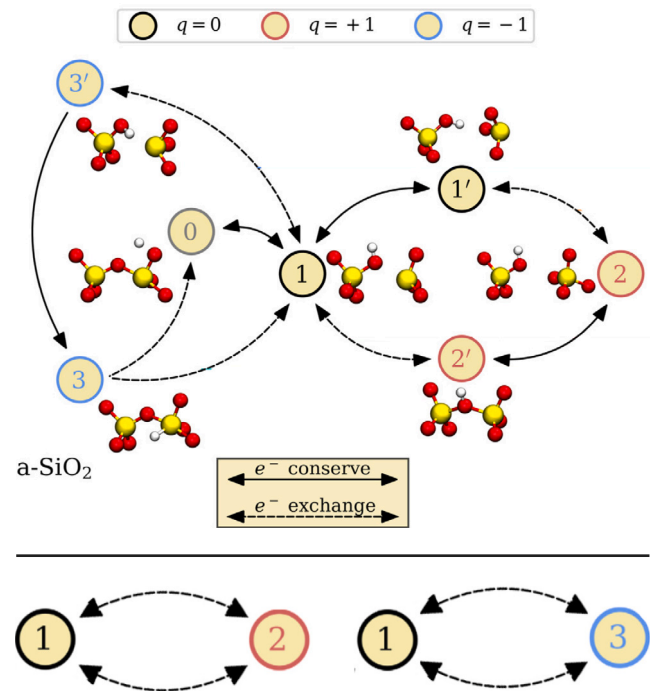 q = 0 q = +1 q = −1
3′
1′
0
1
2
3
2′
a-SiO₂
e⁻ conserve
e⁻ exchange
1 2 1 3